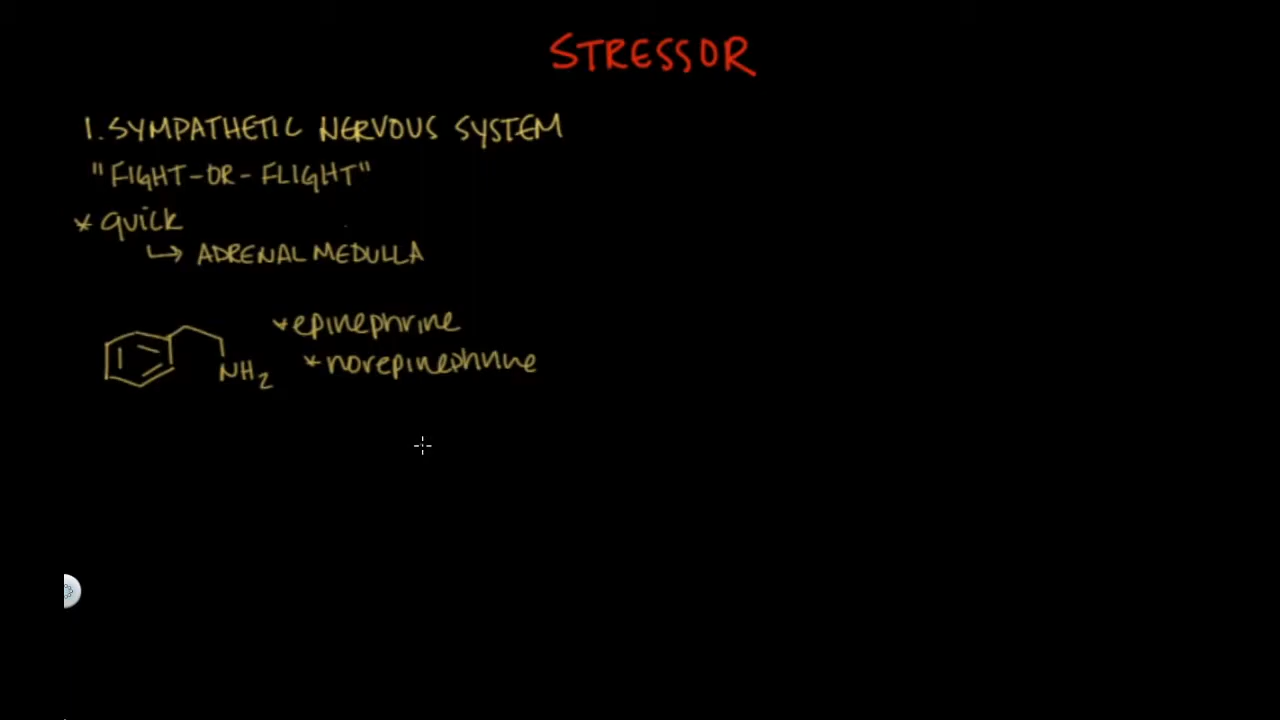 STRESSOR
1. SYMPATHETIC NERVOUS SYSTEM
"FIGHT-OR-FLIGHT"
* quick
↳ ADRENAL MEDULLA
* epinephrine
* norepinephrine
NH2